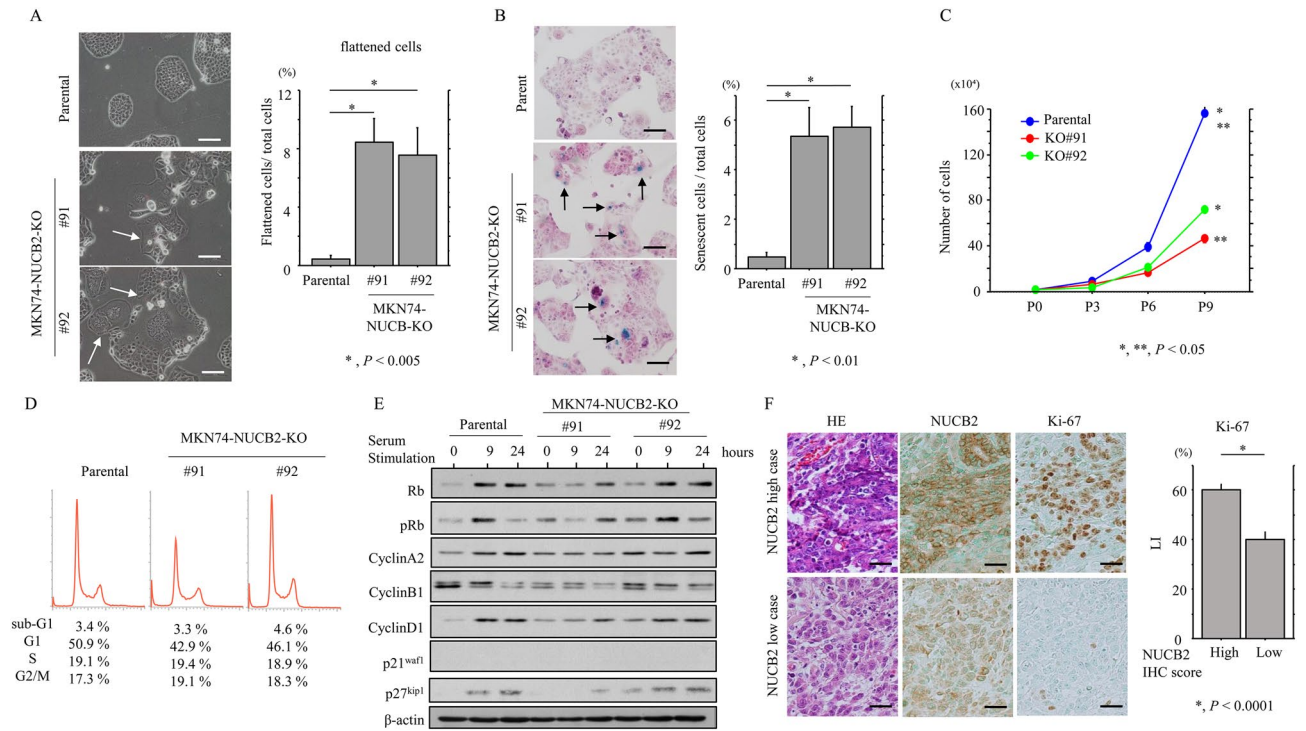 A
Parental
MKN74-NUCB2-KO
#91
#92
flattened cells
(%)
Flattened cells/ total cells
12
8
4
0
*
*
Parental
#91
#92
MKN74-
NUCB-KO
* , P < 0.005
B
Parent
MKN74-NUCB2-KO
#91
#92
(%)
Senescent cells / total cells
6
4
2
0
*
*
Parental
#91
#92
MKN74-
NUCB-KO
* , P < 0.01
C
(x10⁴)
Number of cells
160
120
80
40
0
Parental
KO#91
KO#92
*
**
*
**
P0
P3
P6
P9
*, **, P < 0.05
D
MKN74-NUCB2-KO
Parental
#91
#92
sub-G1 3.4 % 3.3 % 4.6 %
G1 50.9 % 42.9 % 46.1 %
S 19.1 % 19.4 % 18.9 %
G2/M 17.3 % 19.1 % 18.3 %
E
MKN74-NUCB2-KO
Parental
#91
#92
Serum
Stimulation
0 9 24 0 9 24 0 9 24 hours
Rb
pRb
CyclinA2
CyclinB1
CyclinD1
p21waf1
p27kip1
β-actin
F
HE
NUCB2
Ki-67
NUCB2 high case
NUCB2 low case
Ki-67
(%)
LI
60
40
20
0
*
High
Low
NUCB2
IHC score
*, P < 0.0001